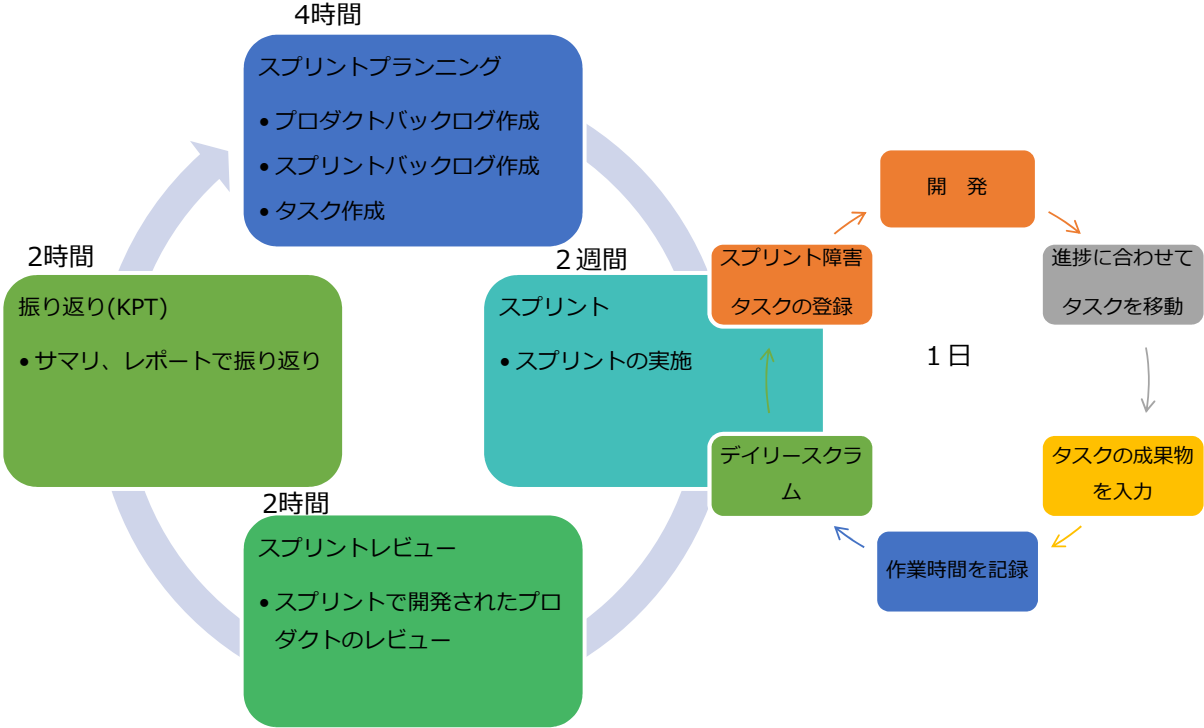 4時間
スプリントプランニング
• プロダクトバックログ作成
• スプリントバックログ作成
• タスク作成
2時間
振り返り(KPT)
• サマリ、レポートで振り返り
２週間
スプリント
• スプリントの実施
2時間
スプリントレビュー
• スプリントで開発されたプロ
ダクトのレビュー
開　発
スプリント障害
タスクの登録
進捗に合わせて
タスクを移動
１日
デイリースクラ
ム
タスクの成果物
を入力
作業時間を記録